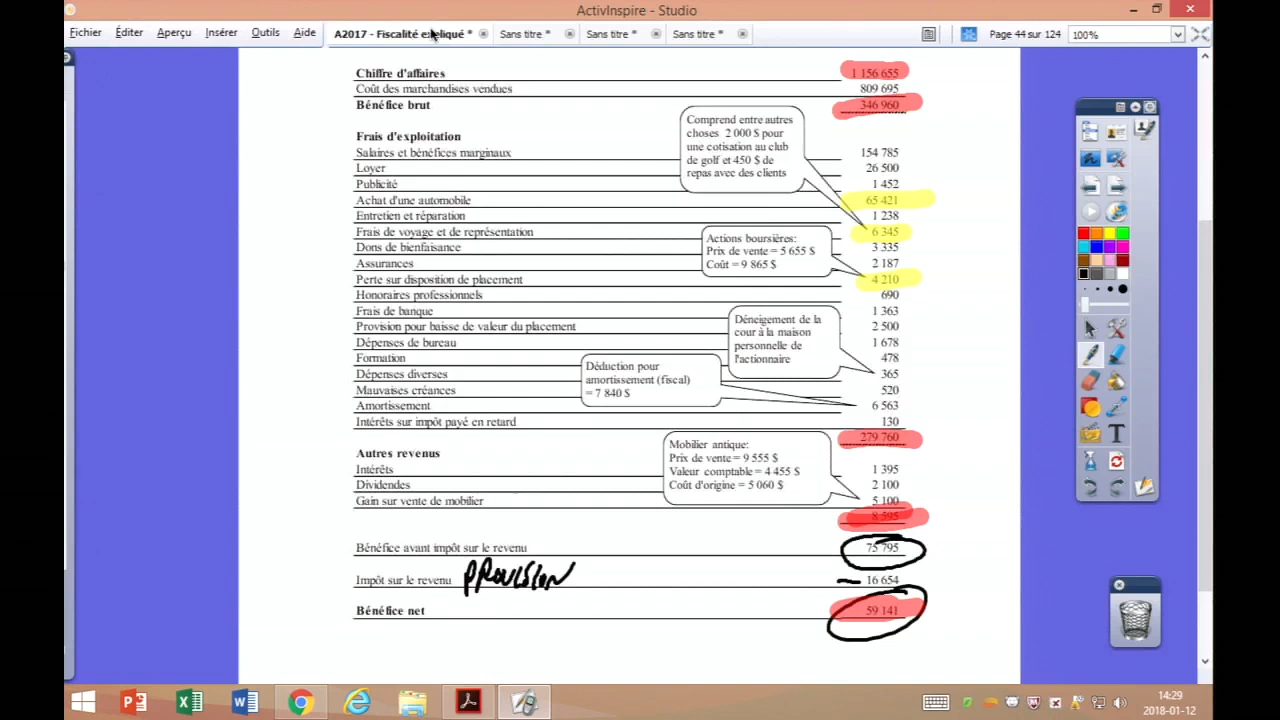 ActivInspire - Studio
Fichier Éditer Aperçu Insérer Outils Aide A2017 - Fiscalité expliqué * Sans titre * Sans titre * Sans titre * Page 44 sur 124 100%
Chiffre d'affaires 1 156 655
Coût des marchandises vendues 809 695
Bénéfice brut 346 960
Comprend entre autres
choses 2 000 $ pour
une cotisation au club
de golf et 450 $ de
repas avec des clients
Frais d'exploitation
Salaires et bénéfices marginaux 154 785
Loyer 26 500
Publicité 1 452
Achat d'une automobile 65 421
Entretien et réparation 1 238
Frais de voyage et de représentation 6 345
Actions boursières:
Prix de vente = 5 655 $
Coût = 9 865 $
Dons de bienfaisance 3 335
Assurances 2 187
Perte sur disposition de placement 4 210
Honoraires professionnels 690
Frais de banque 1 363
Déneigement de la
cour à la maison
personnelle de
l'actionnaire
Provision pour baisse de valeur du placement 2 500
Dépenses de bureau 1 678
Formation 478
Déduction pour
amortissement (fiscal)
= 7 840 $
Dépenses diverses 365
Mauvaises créances 520
Amortissement 6 563
Intérêts sur impôt payé en retard 130
279 760
Mobilier antique:
Prix de vente = 9 555 $
Valeur comptable = 4 455 $
Coût d'origine = 5 060 $
Autres revenus
Intérêts 1 395
Dividendes 2 100
Gain sur vente de mobilier 5 100
8 595
Bénéfice avant impôt sur le revenu 75 795
Impôt sur le revenu PROVISION - 16 654
Bénéfice net 59 141
14:29
2018-01-12